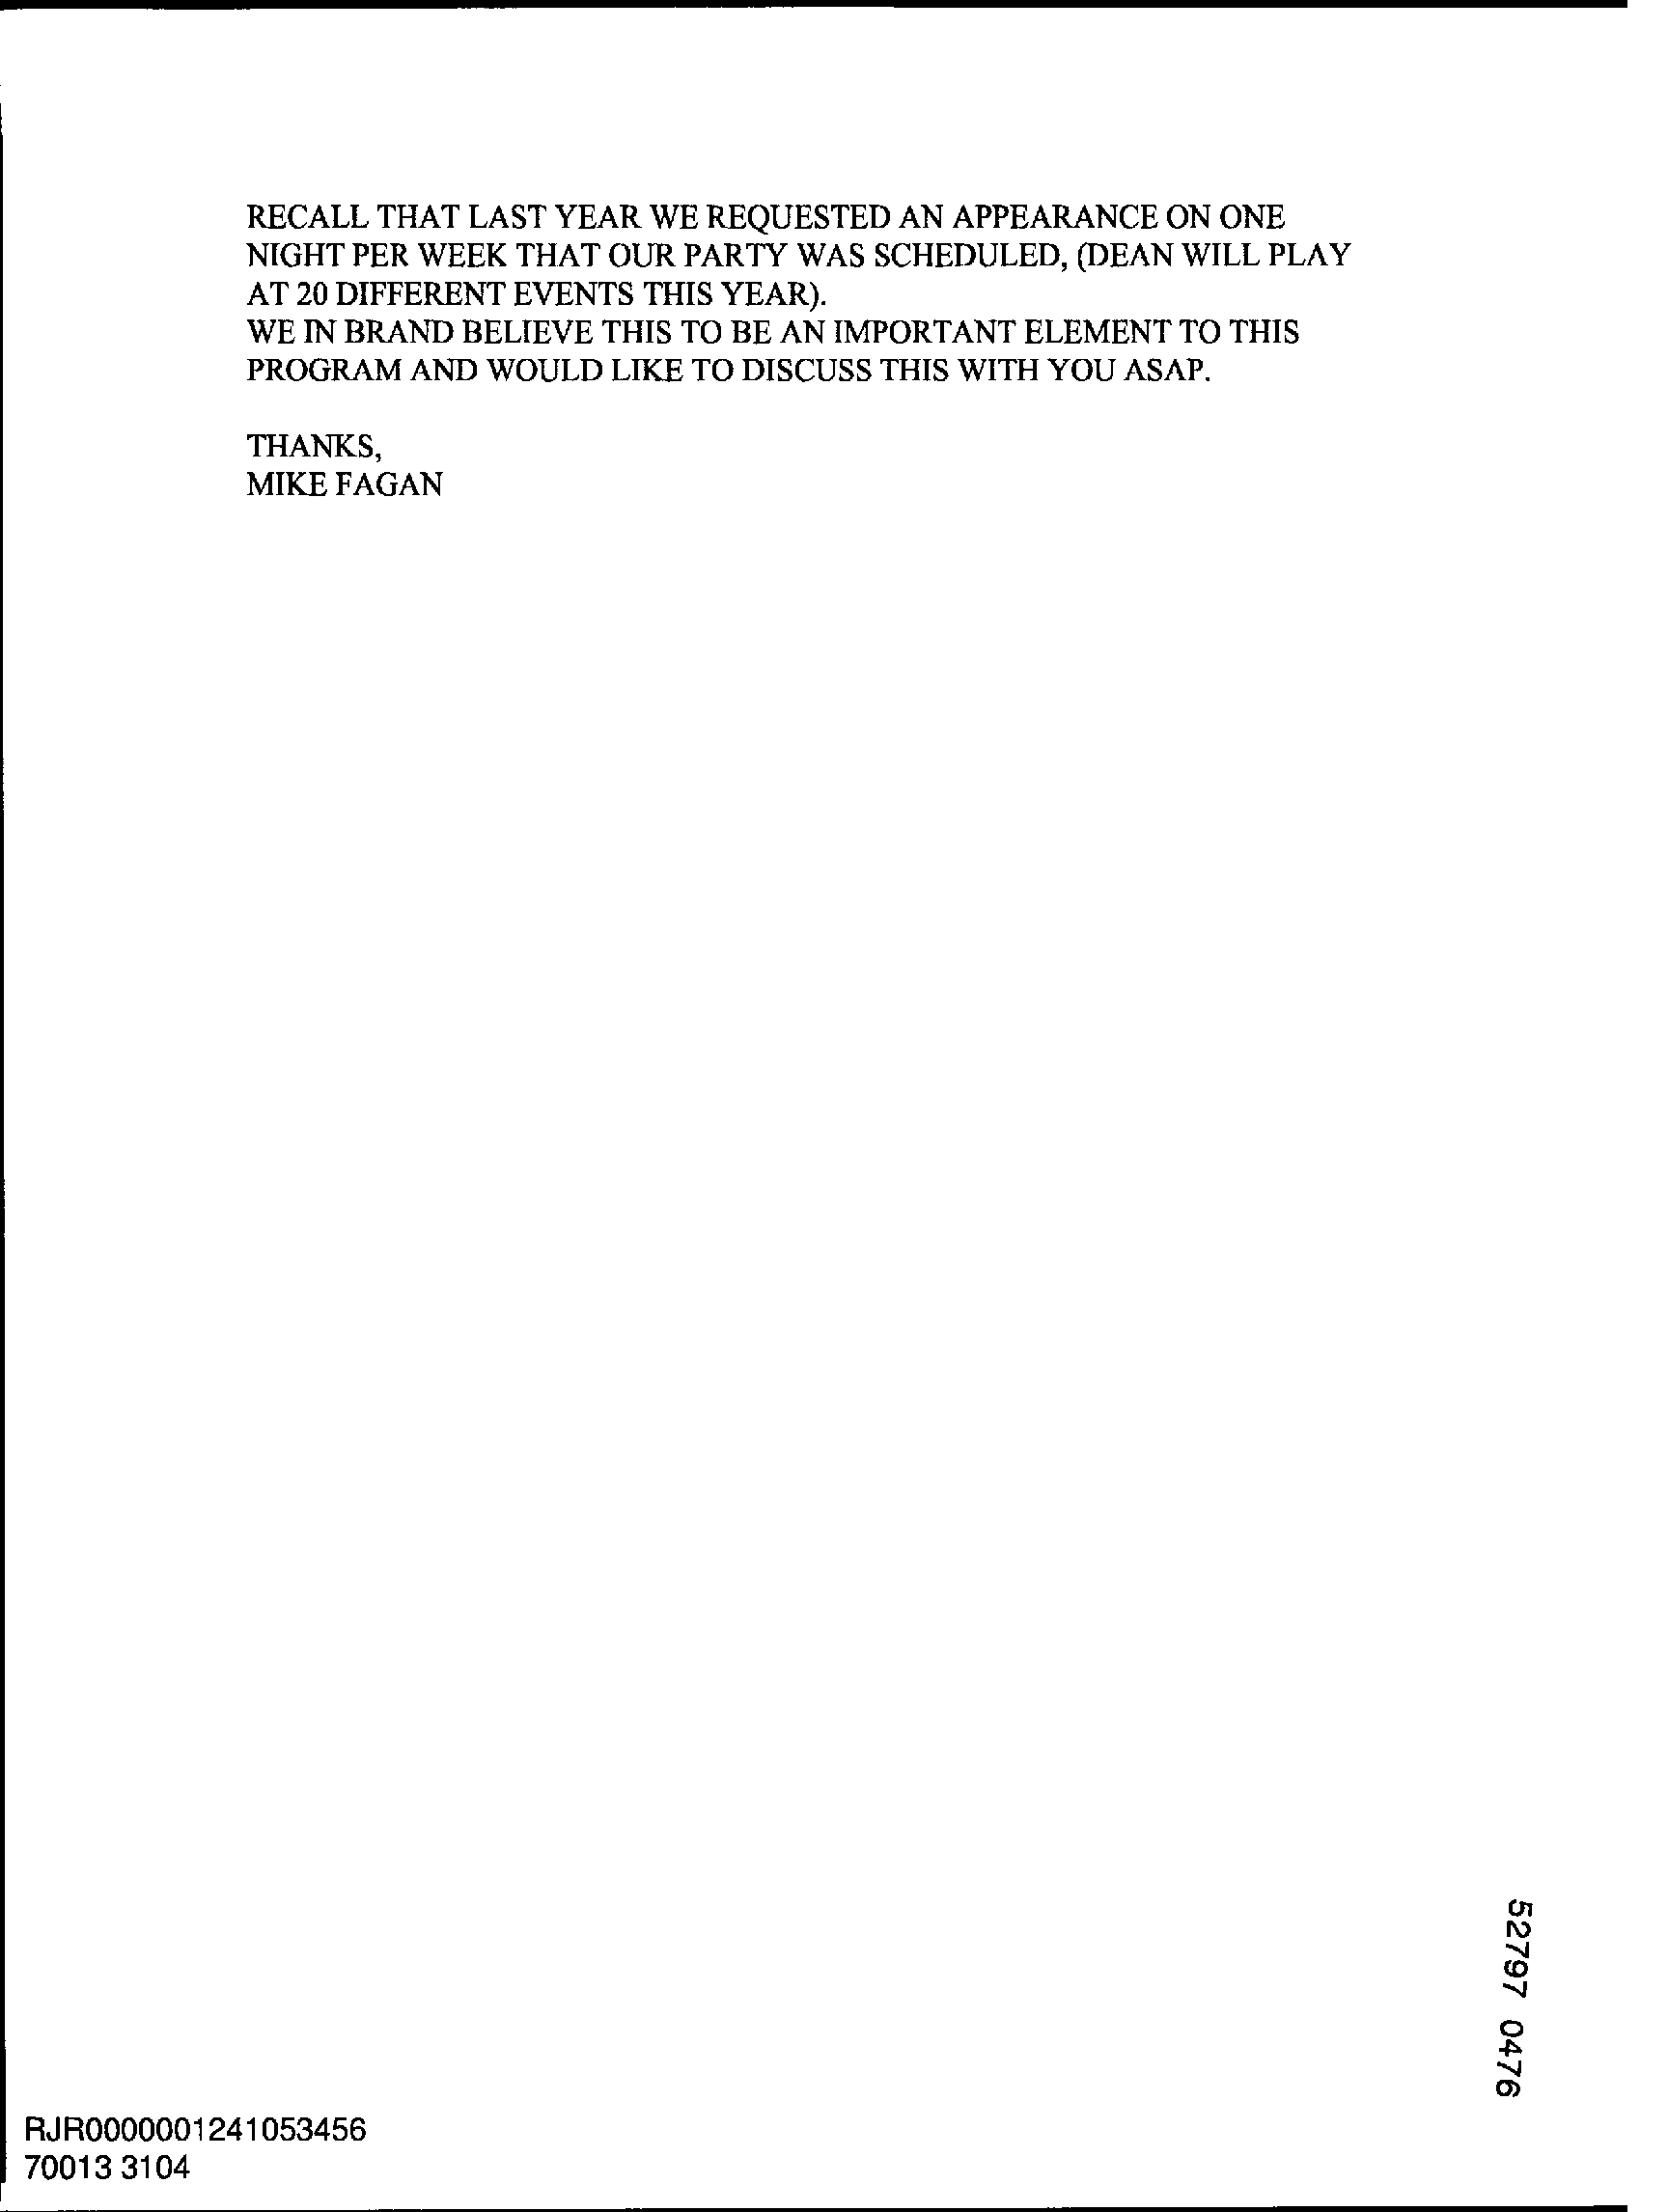 RECALL THAT LAST YEAR WE REQUESTED AN APPEARANCE ON ONE
NIGHT PER WEEK THAT OUR PARTY WAS SCHEDULED, (DEAN WILL PLAY
AT 20 DIFFERENT EVENTS THIS YEAR).
WE IN BRAND BELIEVE THIS TO BE AN IMPORTANT ELEMENT TO THIS
PROGRAM AND WOULD LIKE TO DISCUSS THIS WITH YOU ASAP.
THANKS,
MIKE FAGAN
52797 0476
RJR0000001241053456
70013 3104